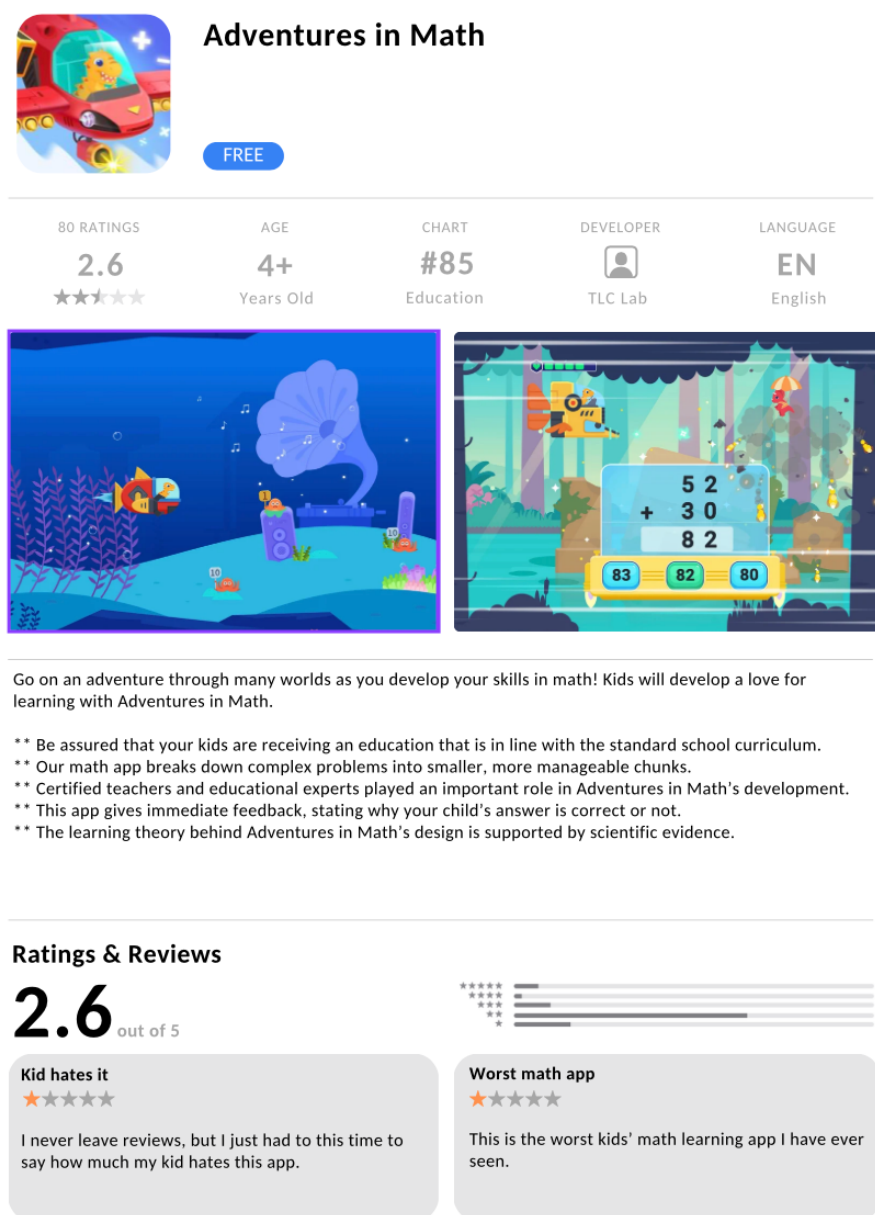 Adventures in Math
FREE
80 RATINGS
AGE
CHART
DEVELOPER
LANGUAGE
2.6
4+
#85
EN
Years Old
Education
TLC Lab
English
1
10
10
5 2
+ 3 0
8 2
83
82
80
Go on an adventure through many worlds as you develop your skills in math! Kids will develop a love for
learning with Adventures in Math.
** Be assured that your kids are receiving an education that is in line with the standard school curriculum.
** Our math app breaks down complex problems into smaller, more manageable chunks.
** Certified teachers and educational experts played an important role in Adventures in Math's development.
** This app gives immediate feedback, stating why your child's answer is correct or not.
** The learning theory behind Adventures in Math's design is supported by scientific evidence.
Ratings & Reviews
2.6 out of 5
Kid hates it
I never leave reviews, but I just had to this time to
say how much my kid hates this app.
Worst math app
This is the worst kids' math learning app I have ever
seen.